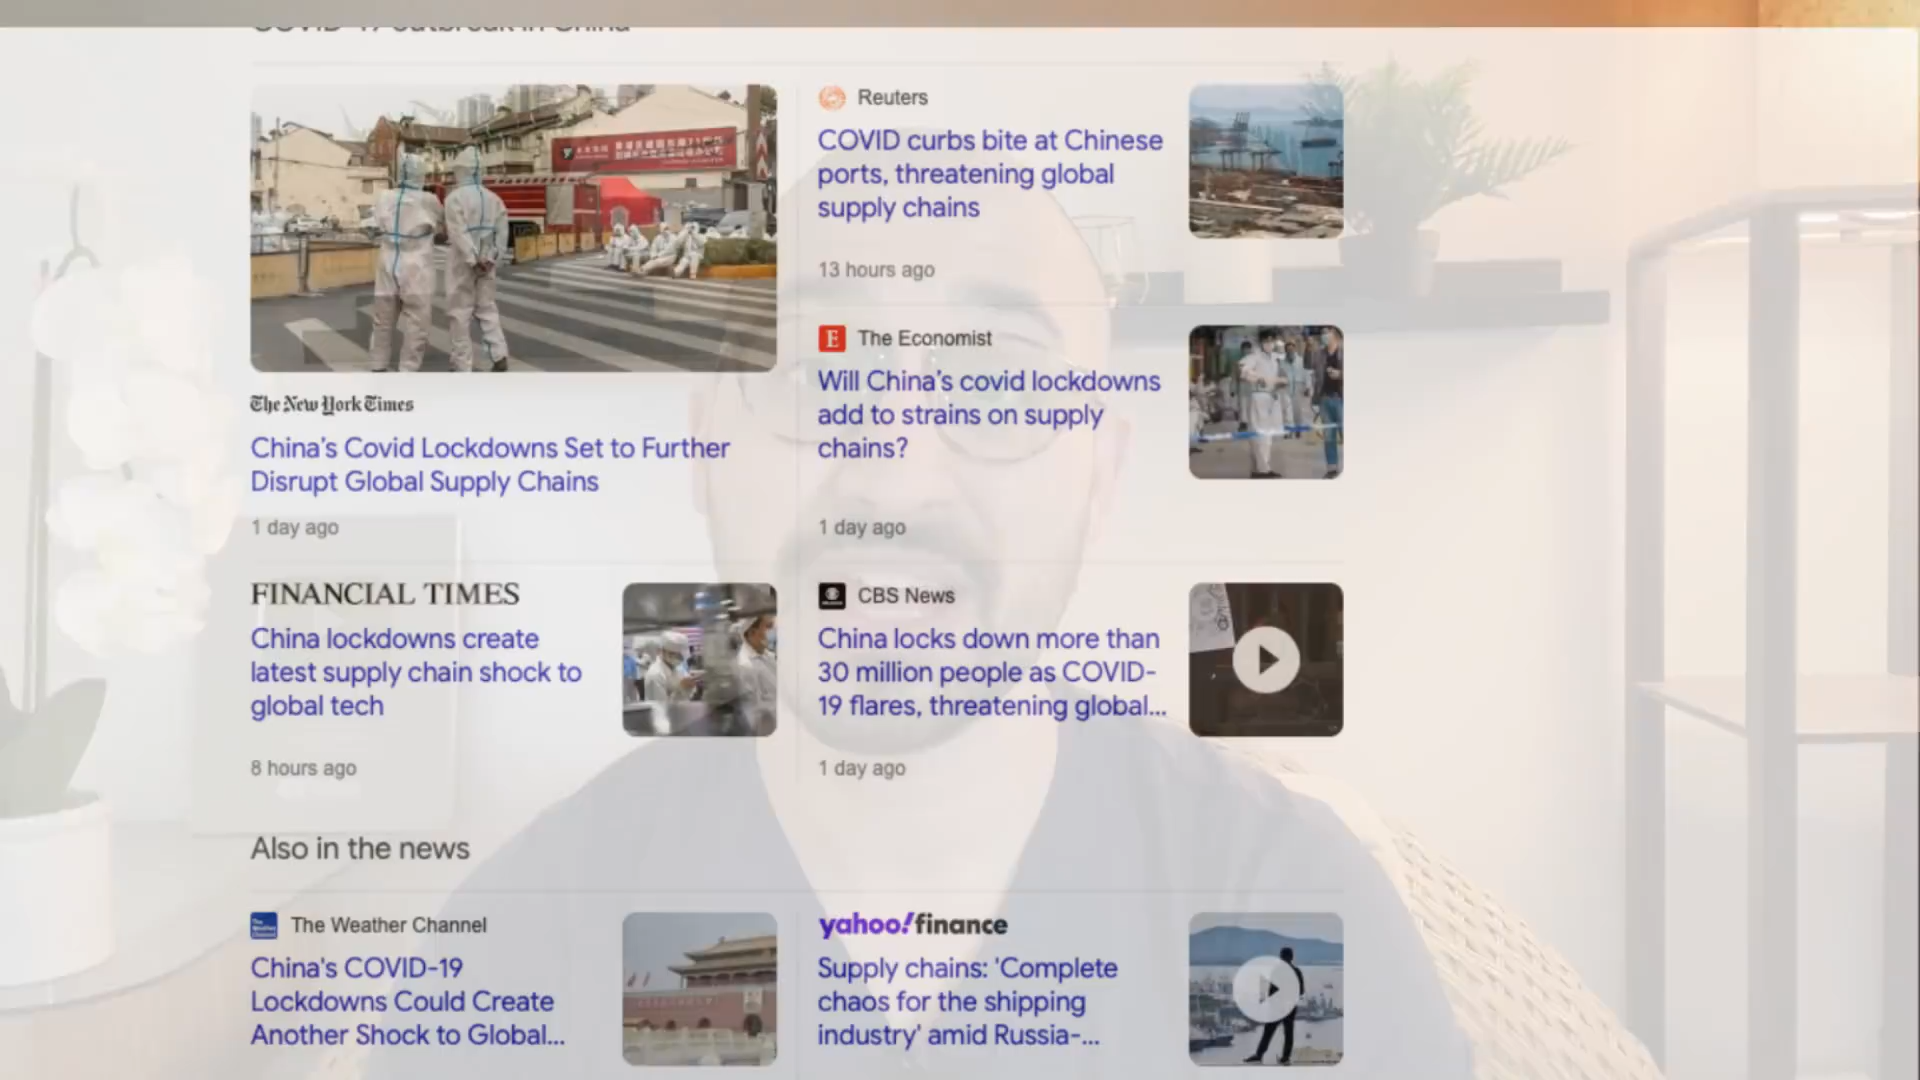 COVID-19 outbreak in China
The New York Times
China's Covid Lockdowns Set to Further
Disrupt Global Supply Chains
1 day ago
Reuters
COVID curbs bite at Chinese
ports, threatening global
supply chains
13 hours ago
The Economist
Will China's covid lockdowns
add to strains on supply
chains?
1 day ago
FINANCIAL TIMES
China lockdowns create
latest supply chain shock to
global tech
8 hours ago
CBS News
China locks down more than
30 million people as COVID-
19 flares, threatening global...
1 day ago
Also in the news
The Weather Channel
China's COVID-19
Lockdowns Could Create
Another Shock to Global...
yahoo!finance
Supply chains: 'Complete
chaos for the shipping
industry' amid Russia-...